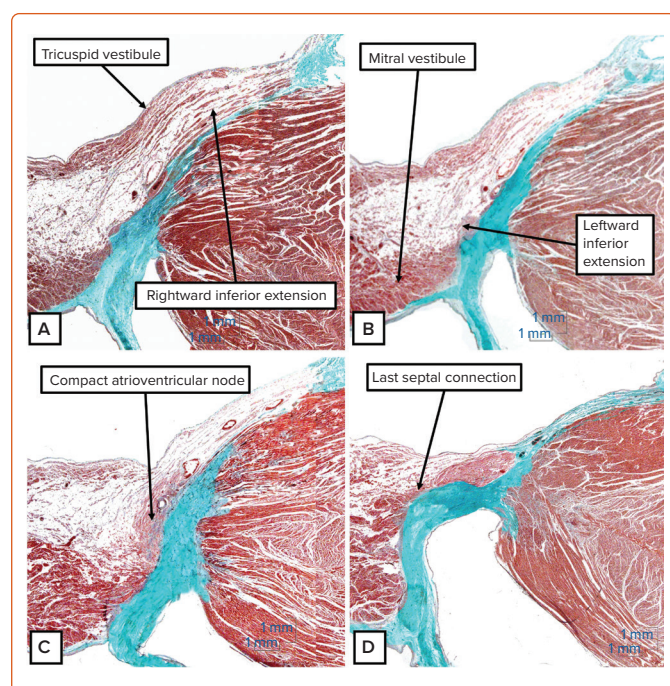 Tricuspid vestibule
Rightward inferior extension
1 mm
1 mm
A
Mitral vestibule
Leftward
inferior
extension
1 mm
1 mm
B
Compact atrioventricular node
1 mm
1 mm
C
Last septal connection
1 mm
1 mm
D